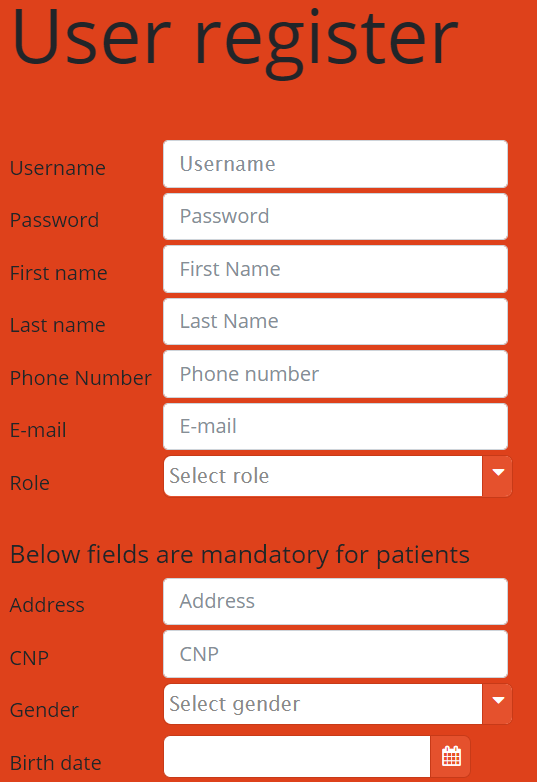 User register
Username Username
Password Password
First name First Name
Last name Last Name
Phone Number Phone number
E-mail E-mail
Role Select role
Below fields are mandatory for patients
Address Address
CNP CNP
Gender Select gender
Birth date